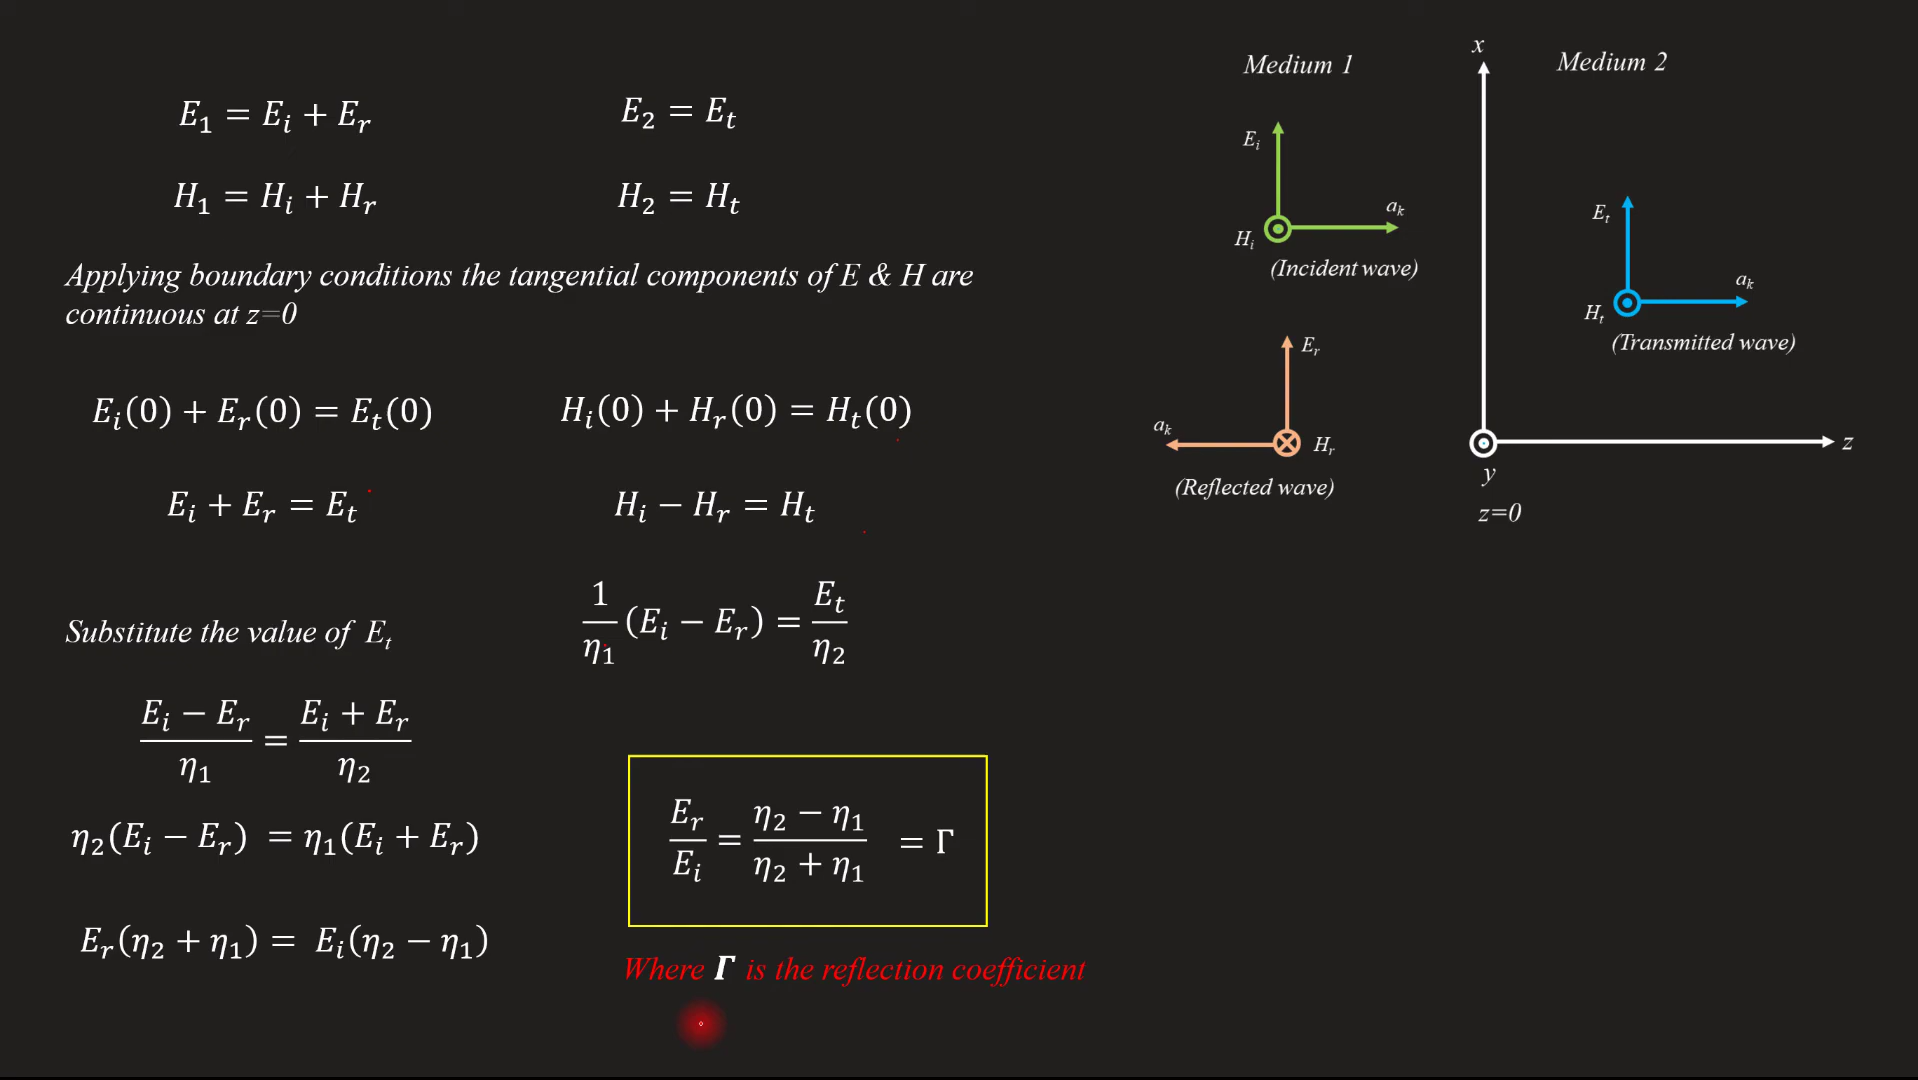 E₁ = Eᵢ + Eᵣ
E₂ = Eₜ
H₁ = Hᵢ + Hᵣ
H₂ = Hₜ
Applying boundary conditions the tangential components of E & H are
continuous at z=0
Eᵢ(0) + Eᵣ(0) = Eₜ(0)
Hᵢ(0) + Hᵣ(0) = Hₜ(0)
Eᵢ + Eᵣ = Eₜ
Hᵢ − Hᵣ = Hₜ
1/η₁ (Eᵢ − Eᵣ) = Eₜ/η₂
Substitute the value of Eₜ
(Eᵢ − Eᵣ)/η₁ = (Eᵢ + Eᵣ)/η₂
η₂(Eᵢ − Eᵣ) = η₁(Eᵢ + Eᵣ)
Eᵣ(η₂ + η₁) = Eᵢ(η₂ − η₁)
Eᵣ/Eᵢ = (η₂ − η₁)/(η₂ + η₁) = Γ
Where Γ is the reflection coefficient
Medium 1
x
Medium 2
Eᵢ
aₖ
Hᵢ
(Incident wave)
Eₜ
aₖ
Hₜ
(Transmitted wave)
Eᵣ
aₖ
Hᵣ
(Reflected wave)
z
y
z=0